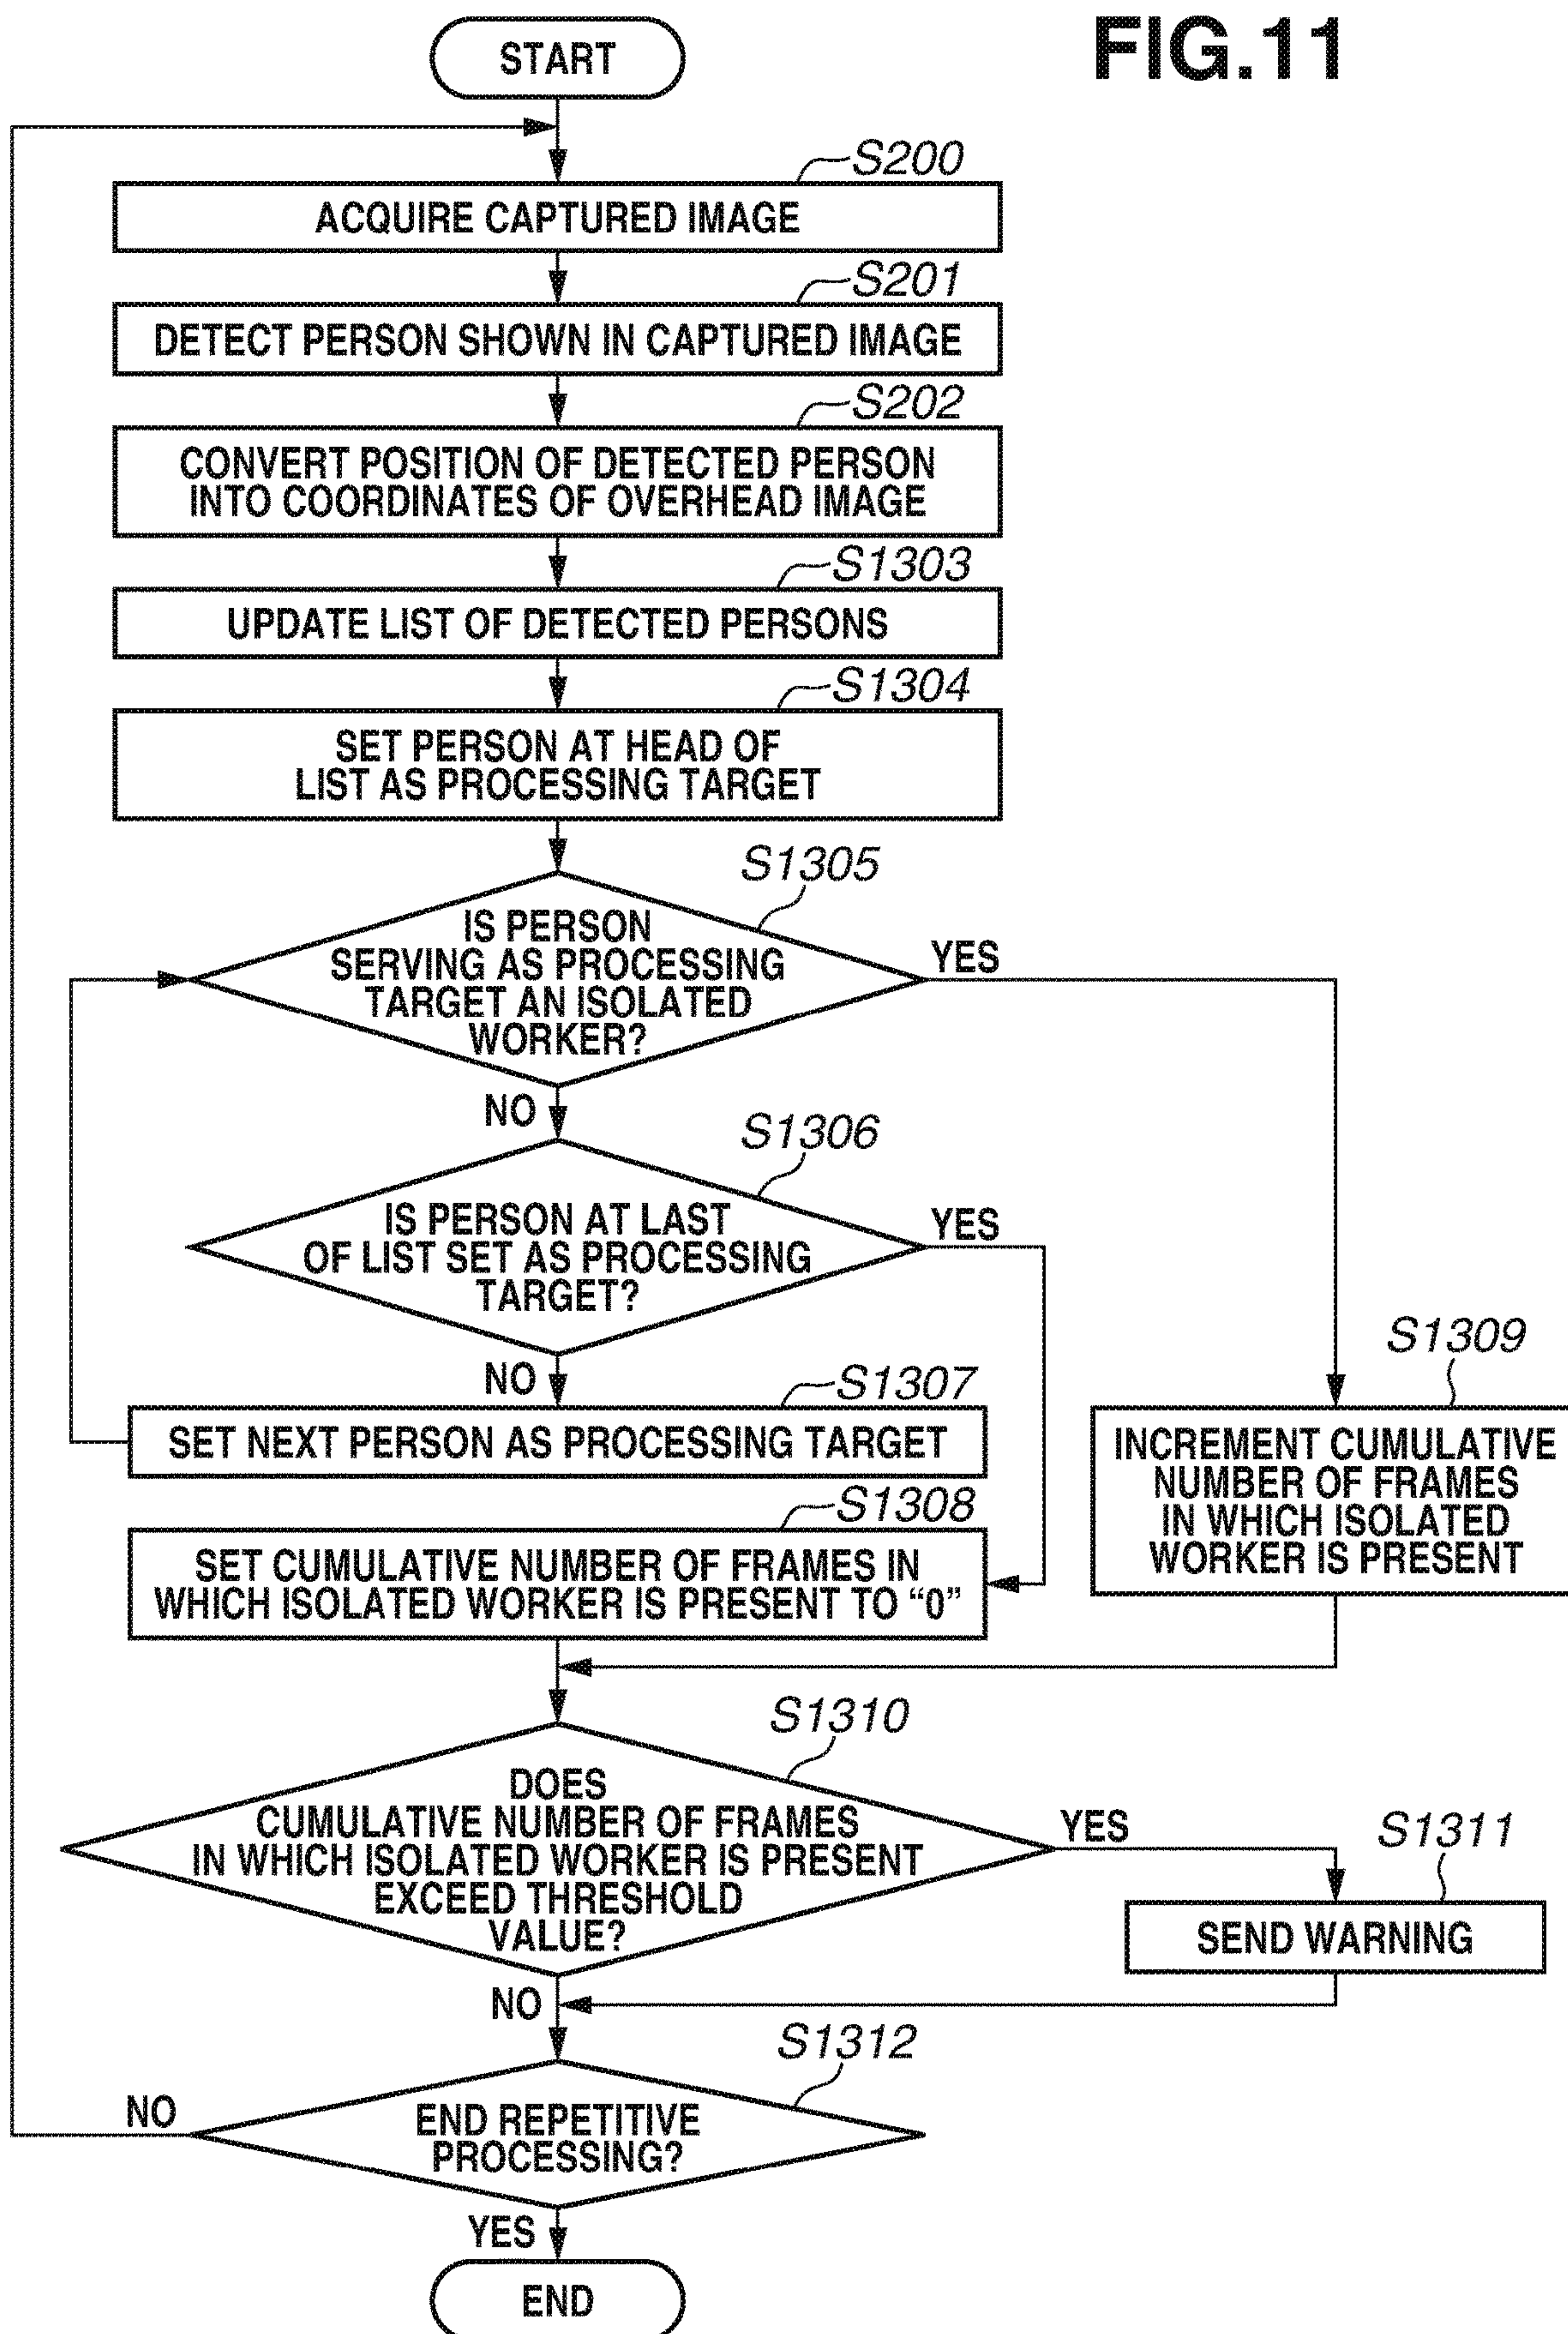 FIG.11
START
S200
ACQUIRE CAPTURED IMAGE
S201
DETECT PERSON SHOWN IN CAPTURED IMAGE
S202
CONVERT POSITION OF DETECTED PERSON
INTO COORDINATES OF OVERHEAD IMAGE
S1303
UPDATE LIST OF DETECTED PERSONS
S1304
SET PERSON AT HEAD OF
LIST AS PROCESSING TARGET
S1305
IS PERSON
SERVING AS PROCESSING
TARGET AN ISOLATED
WORKER?
YES
NO
S1306
IS PERSON AT LAST
OF LIST SET AS PROCESSING
TARGET?
YES
NO
S1307
SET NEXT PERSON AS PROCESSING TARGET
S1308
SET CUMULATIVE NUMBER OF FRAMES IN
WHICH ISOLATED WORKER IS PRESENT TO “0”
S1309
INCREMENT CUMULATIVE
NUMBER OF FRAMES
IN WHICH ISOLATED
WORKER IS PRESENT
S1310
DOES
CUMULATIVE NUMBER OF FRAMES
IN WHICH ISOLATED WORKER IS PRESENT
EXCEED THRESHOLD
VALUE?
YES
S1311
SEND WARNING
NO
S1312
END REPETITIVE
PROCESSING?
NO
YES
END